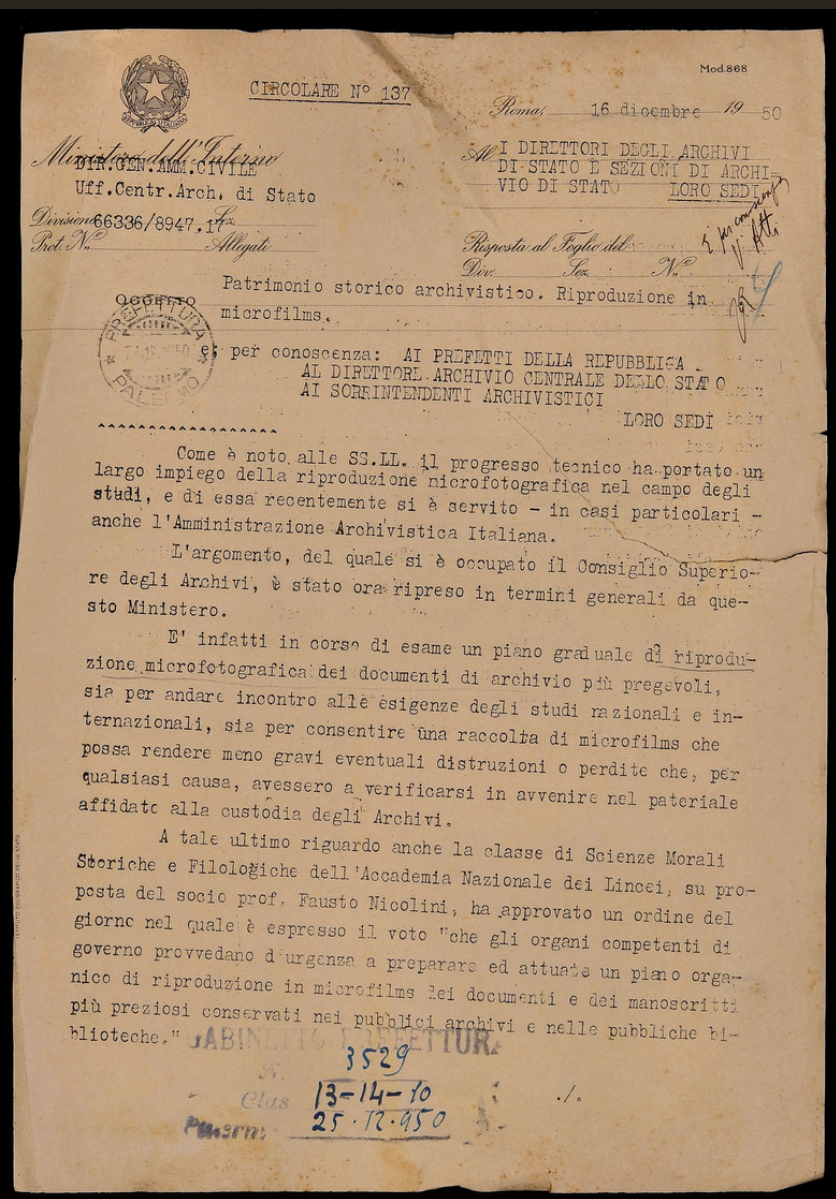 Mod.868
CIRCOLARE N° 137
Roma, 16 dicembre 19 50
Ministero dell'Interno
DIR.GEN.AMM.CIVILE
Uff.Centr.Arch. di Stato
Al I DIRETTORI DEGLI ARCHIVI
DI STATO E SEZIONI DI ARCHI=
VIO DI STATO LORO SEDI
Divisione 66336/8947.17 Sez.
Prot. N.° Allegati
Risposta al Foglio del
Div. Sez. N.°
OGGETTO Patrimonio storico archivistico. Riproduzione in
microfilms.
PREFETTURA
PALERMO
e, per conoscenza: AI PREFETTI DELLA REPUBBLICA
AL DIRETTORE ARCHIVIO CENTRALE DELLO STATO
AI SORRINTENDENTI ARCHIVISTICI
LORO SEDI
Come è noto alle SS.LL. il progresso tecnico ha portato un
largo impiego della riproduzione microfotografica nel campo degli
studi, e di essa recentemente si è servito - in casi particolari -
anche l'Amministrazione Archivistica Italiana.
L'argomento, del quale si è occupato il Consiglio Superio-
re degli Archivi, è stato ora ripreso in termini generali da que-
sto Ministero.
E' infatti in corso di esame un piano graduale di riprodu-
zione microfotografica dei documenti di archivio più pregevoli,
sia per andare incontro alle esigenze degli studi nazionali e in-
ternazionali, sia per consentire una raccolta di microfilms che
possa rendere meno gravi eventuali distruzioni o perdite che, per
qualsiasi causa, avessero a verificarsi in avvenire nel pateriale
affidato alla custodia degli Archivi.
A tale ultimo riguardo anche la classe di Scienze Morali
Storiche e Filologiche dell'Accademia Nazionale dei Lincei, su pro-
posta del socio prof. Fausto Nicolini, ha approvato un ordine del
giorno nel quale è espresso il voto "che gli organi competenti di
governo provvedano d'urgenza a preparare ed attuate un piano orga-
nico di riproduzione in microfilms dei documenti e dei manoscritti
più preziosi conservati nei pubblici archivi e nelle pubbliche bi-
blioteche."
GABINETTO PREFETTURA
N. 3529
Clas. 13-14-10
Palermo 25.12.950
./.